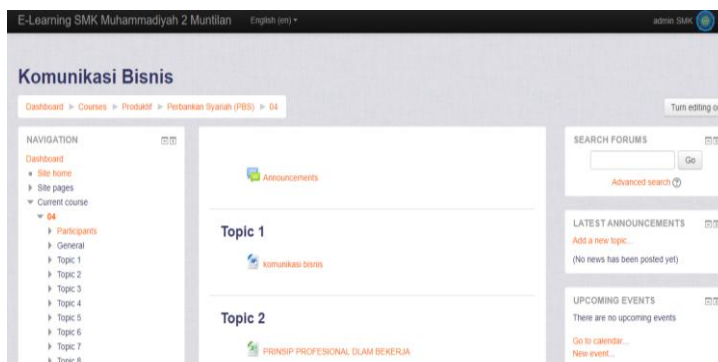 E-Learning SMK Muhammadiyah 2 Muntilan English (en) admin SMK
Komunikasi Bisnis
Dashboard Courses Produktif Perbankan Syariah (PBS) 04
Turn editing o
NAVIGATION
Dashboard
Site home
Site pages
Current course
04
Participants
General
Topic 1
Topic 2
Topic 3
Topic 4
Topic 5
Topic 6
Topic 7
Topic 8
Announcements
Topic 1
komunikasi bisnis
Topic 2
PRINSIP PROFESIONAL DLAM BEKERJA
SEARCH FORUMS
Go
Advanced search
LATEST ANNOUNCEMENTS
Add a new topic...
(No news has been posted yet)
UPCOMING EVENTS
There are no upcoming events
Go to calendar...
New event...